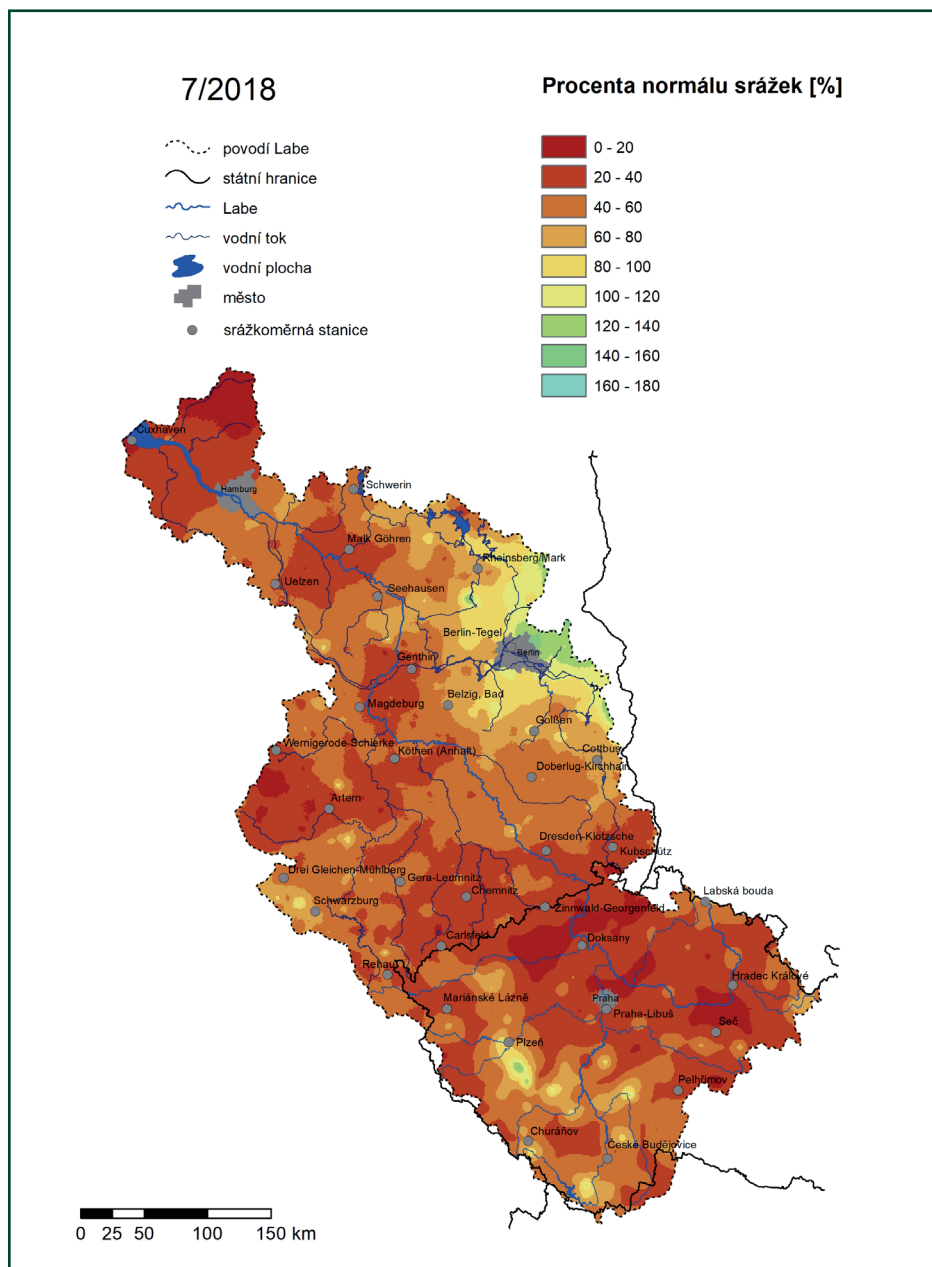 7/2018
povodí Labe
státní hranice
Labe
vodní tok
vodní plocha
město
srážkoměrná stanice
Procenta normálu srážek [%]
0 - 20
20 - 40
40 - 60
60 - 80
80 - 100
100 - 120
120 - 140
140 - 160
160 - 180
Cuxhaven
Hamburg
Schwerin
Malk Göhren
Rheinsberg/Mark
Uelzen
Seehausen
Berlin-Tegel
Berlin
Genthin
Belzig, Bad
Magdeburg
Golßen
Wernigerode-Schierke
Köthen (Anhalt)
Cottbus
Doberlug-Kirchhain
Artern
Dresden-Klotzsche
Kubschütz
Drei Gleichen-Mühlberg
Gera-Leumnitz
Chemnitz
Labská bouda
Schwarzburg
Zinnwald-Georgenfeld
Carlsfeld
Doksany
Rehau
Hradec Králové
Mariánské Lázně
Praha
Praha-Libuš
Seč
Plzeň
Pelhřimov
Churáňov
České Budějovice
0 25 50 100 150 km